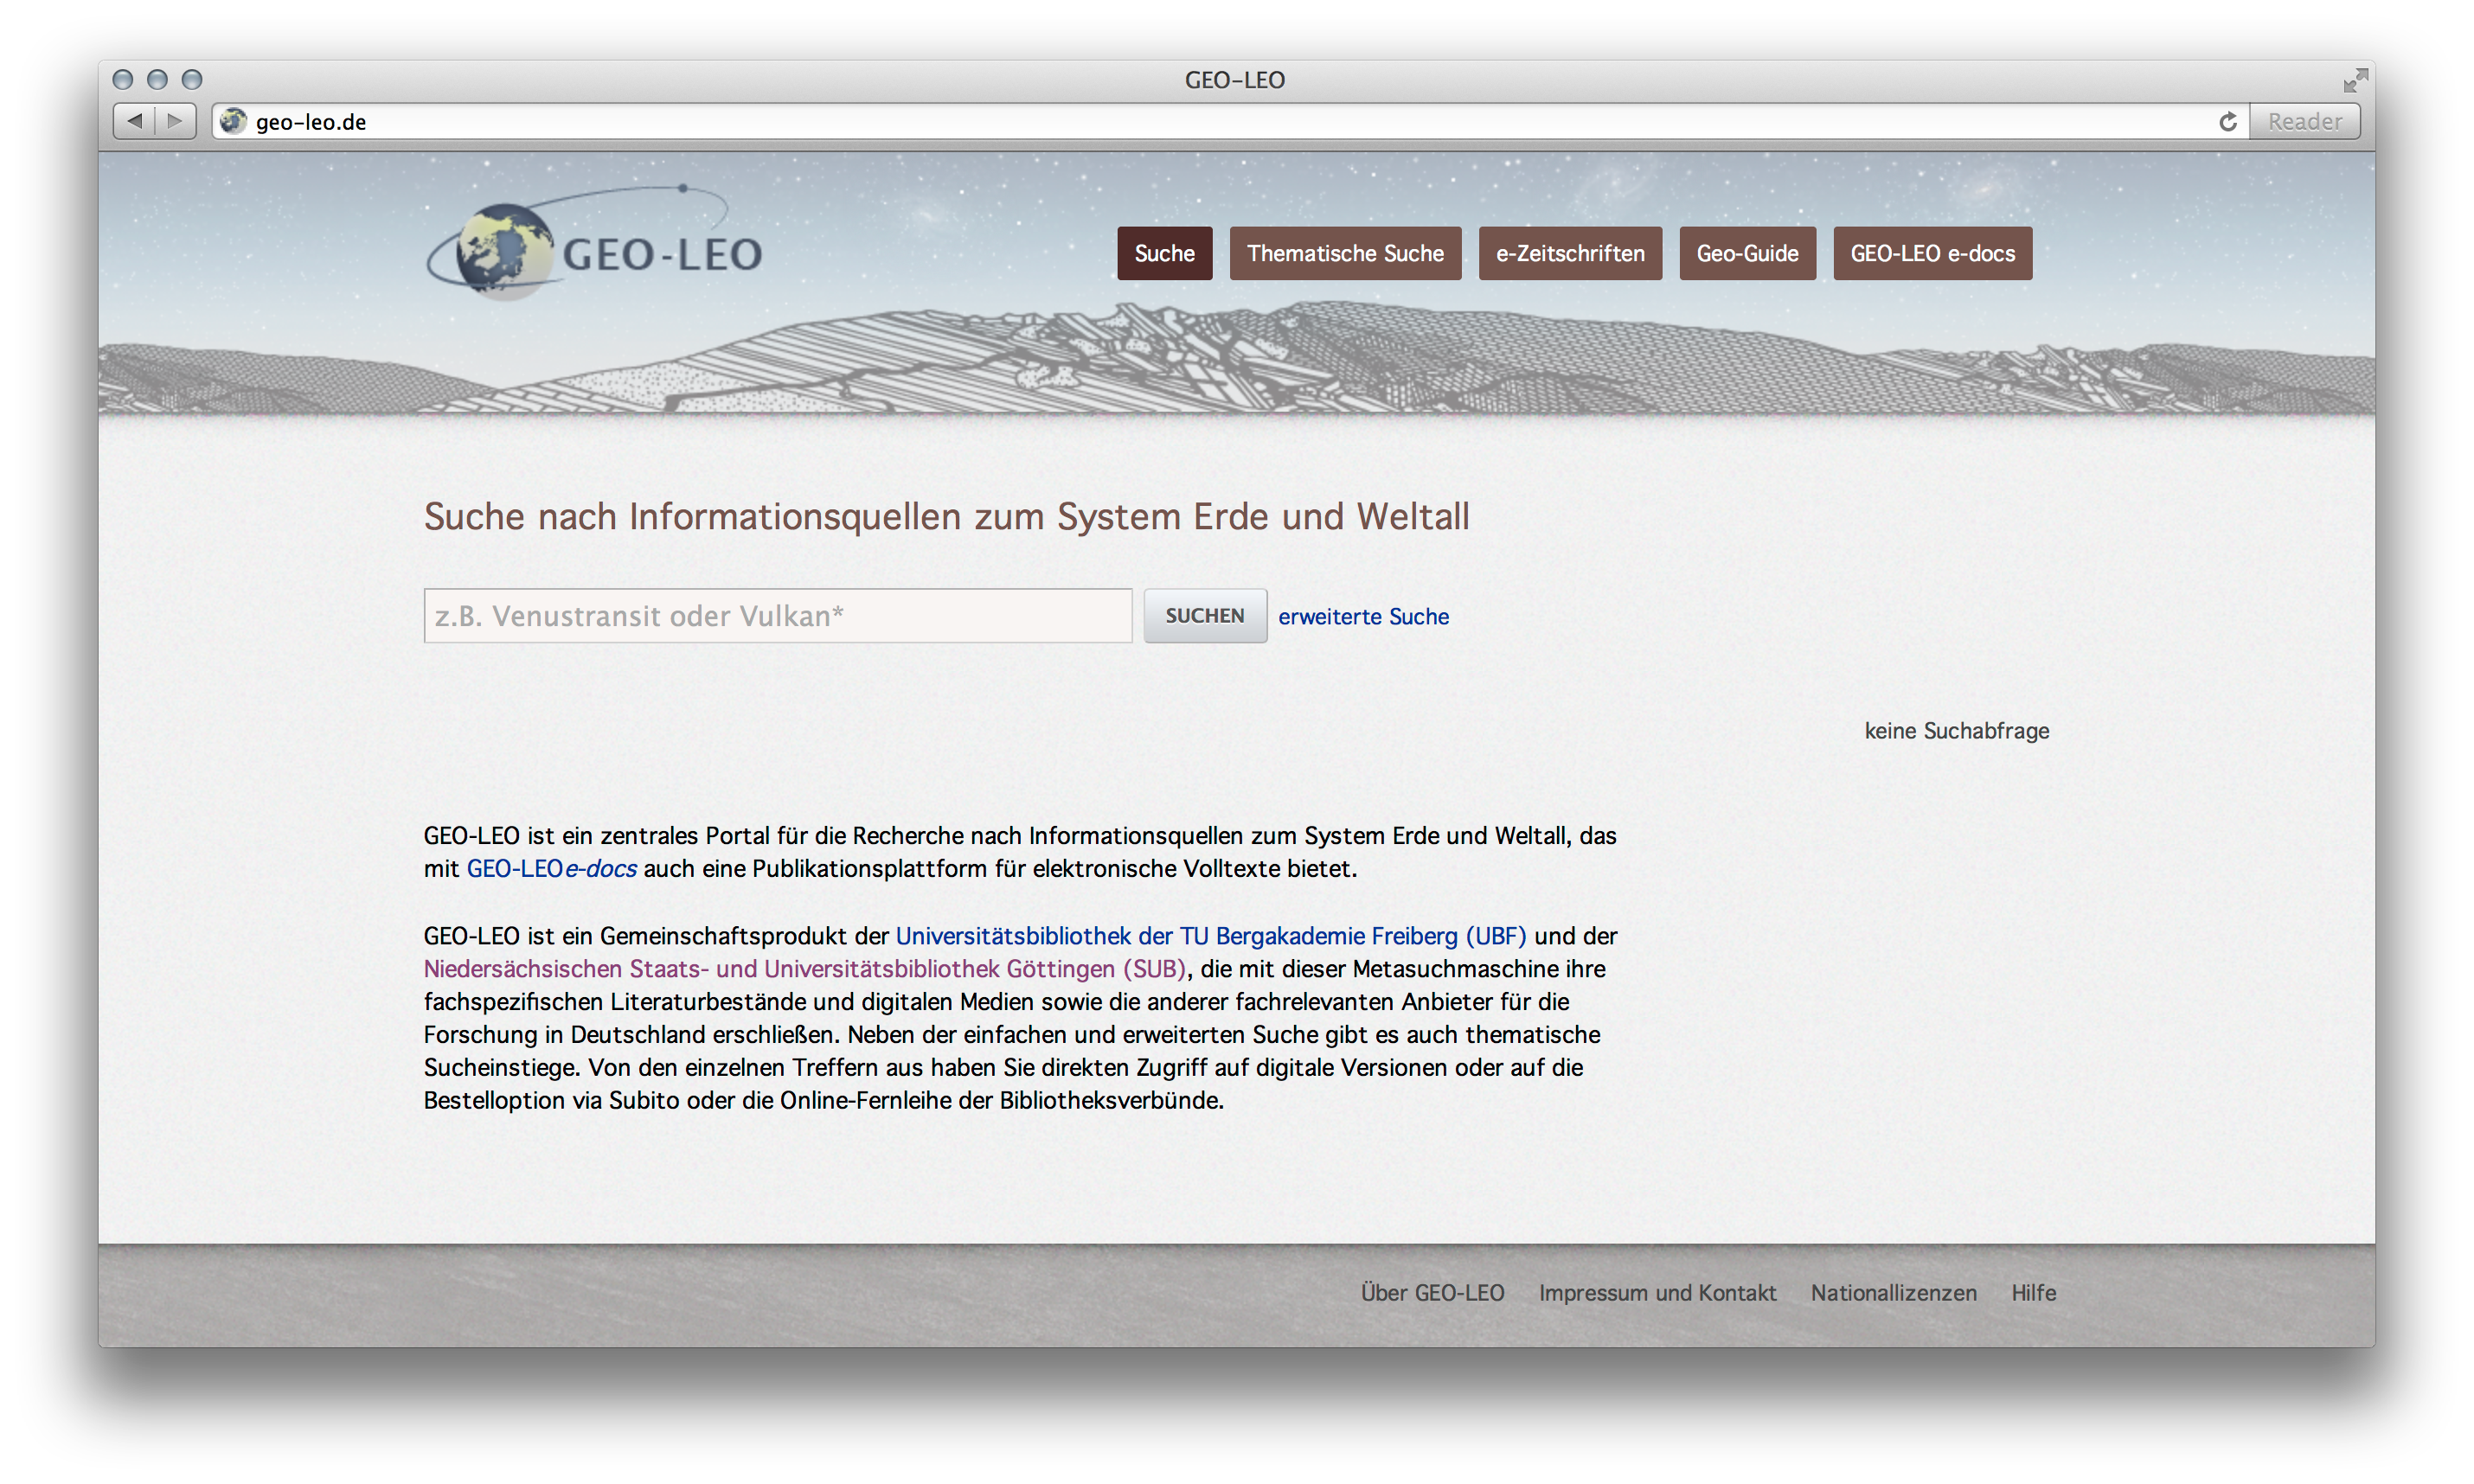 GEO-LEO
geo-leo.de
Reader
GEO-LEO
Suche
Thematische Suche
e-Zeitschriften
Geo-Guide
GEO-LEO e-docs
Suche nach Informationsquellen zum System Erde und Weltall
z.B. Venustransit oder Vulkan*
SUCHEN
erweiterte Suche
keine Suchabfrage
GEO-LEO ist ein zentrales Portal für die Recherche nach Informationsquellen zum System Erde und Weltall, das
mit GEO-LEOe-docs auch eine Publikationsplattform für elektronische Volltexte bietet.
GEO-LEO ist ein Gemeinschaftsprodukt der Universitätsbibliothek der TU Bergakademie Freiberg (UBF) und der
Niedersächsischen Staats- und Universitätsbibliothek Göttingen (SUB), die mit dieser Metasuchmaschine ihre
fachspezifischen Literaturbestände und digitalen Medien sowie die anderer fachrelevanten Anbieter für die
Forschung in Deutschland erschließen. Neben der einfachen und erweiterten Suche gibt es auch thematische
Sucheinstiege. Von den einzelnen Treffern aus haben Sie direkten Zugriff auf digitale Versionen oder auf die
Bestelloption via Subito oder die Online-Fernleihe der Bibliotheksverbünde.
Über GEO-LEO
Impressum und Kontakt
Nationallizenzen
Hilfe